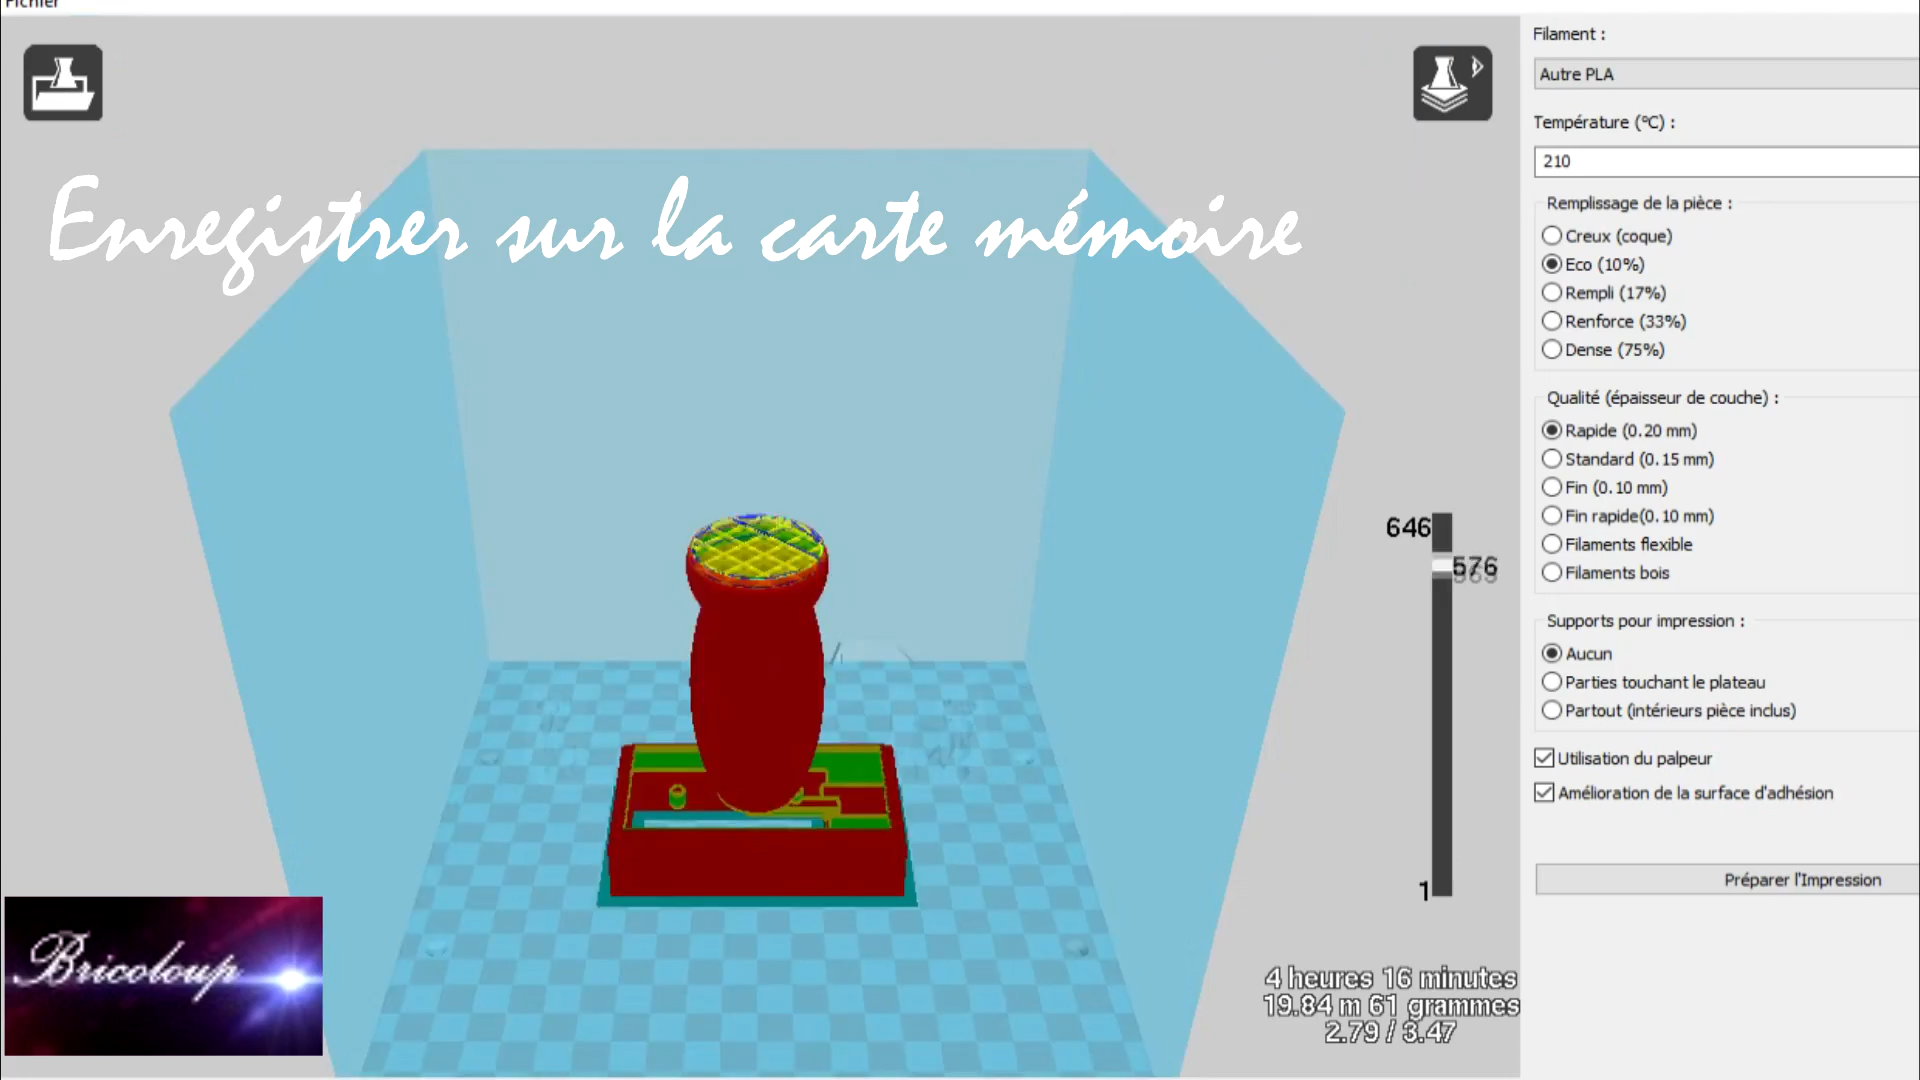 Fichier
Enregistrer sur la carte mémoire
646
576
1
4 heures 16 minutes
19.84 m 61 grammes
2.79 / 3.47
Bricoloup
Filament :
Autre PLA
Température (°C) :
210
Remplissage de la pièce :
Creux (coque)
Eco (10%)
Rempli (17%)
Renforce (33%)
Dense (75%)
Qualité (épaisseur de couche) :
Rapide (0.20 mm)
Standard (0.15 mm)
Fin (0.10 mm)
Fin rapide(0.10 mm)
Filaments flexible
Filaments bois
Supports pour impression :
Aucun
Parties touchant le plateau
Partout (intérieurs pièce inclus)
Utilisation du palpeur
Amélioration de la surface d'adhésion
Préparer l'Impression